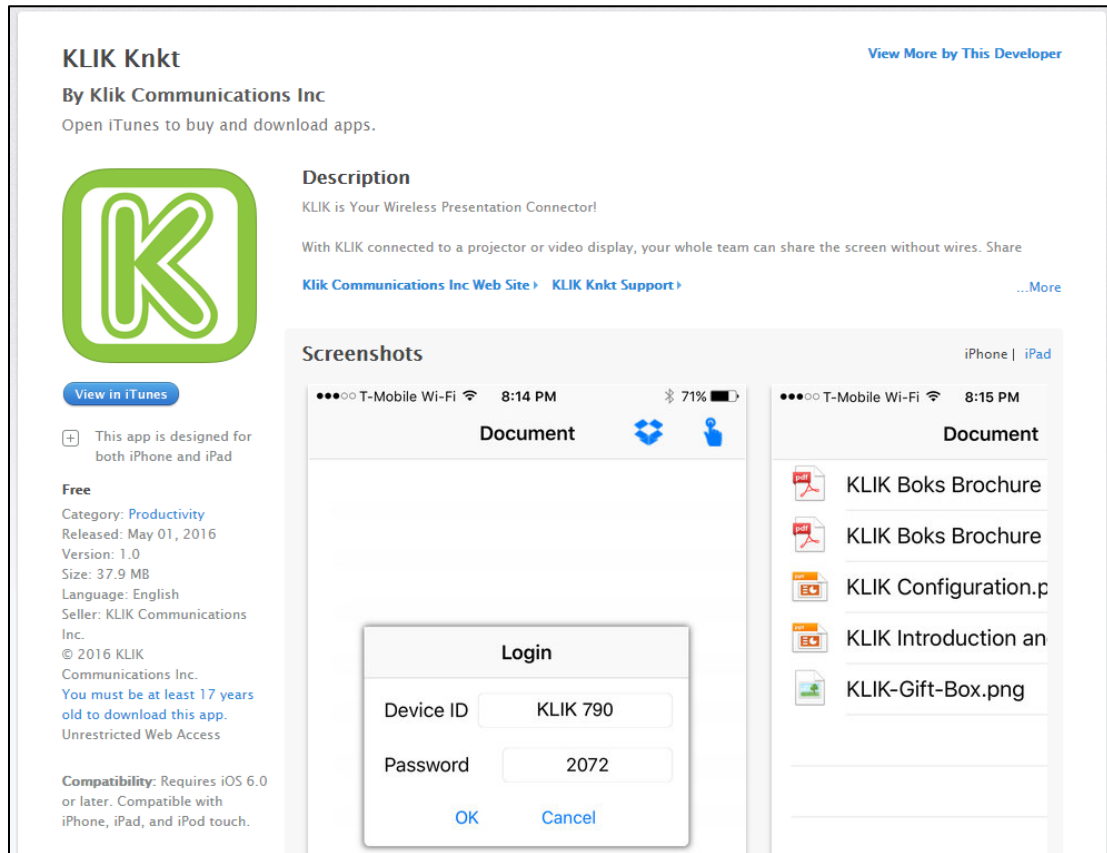 KLIK Knkt
View More by This Developer
By Klik Communications Inc
Open iTunes to buy and download apps.
K
View in iTunes
This app is designed for
both iPhone and iPad
Free
Category: Productivity
Released: May 01, 2016
Version: 1.0
Size: 37.9 MB
Language: English
Seller: KLIK Communications
Inc.
© 2016 KLIK
Communications Inc.
You must be at least 17 years
old to download this app.
Unrestricted Web Access
Compatibility: Requires iOS 6.0
or later. Compatible with
iPhone, iPad, and iPod touch.
Description
KLIK is Your Wireless Presentation Connector!
With KLIK connected to a projector or video display, your whole team can share the screen without wires. Share
Klik Communications Inc Web Site KLIK Knkt Support
...More
Screenshots
iPhone | iPad
T-Mobile Wi-Fi 8:14 PM 71%
Document
Login
Device ID KLIK 790
Password 2072
OK Cancel
T-Mobile Wi-Fi 8:15 PM
Document
pdf KLIK Boks Brochure
pdf KLIK Boks Brochure
ppt KLIK Configuration.p
ppt KLIK Introduction an
KLIK-Gift-Box.png